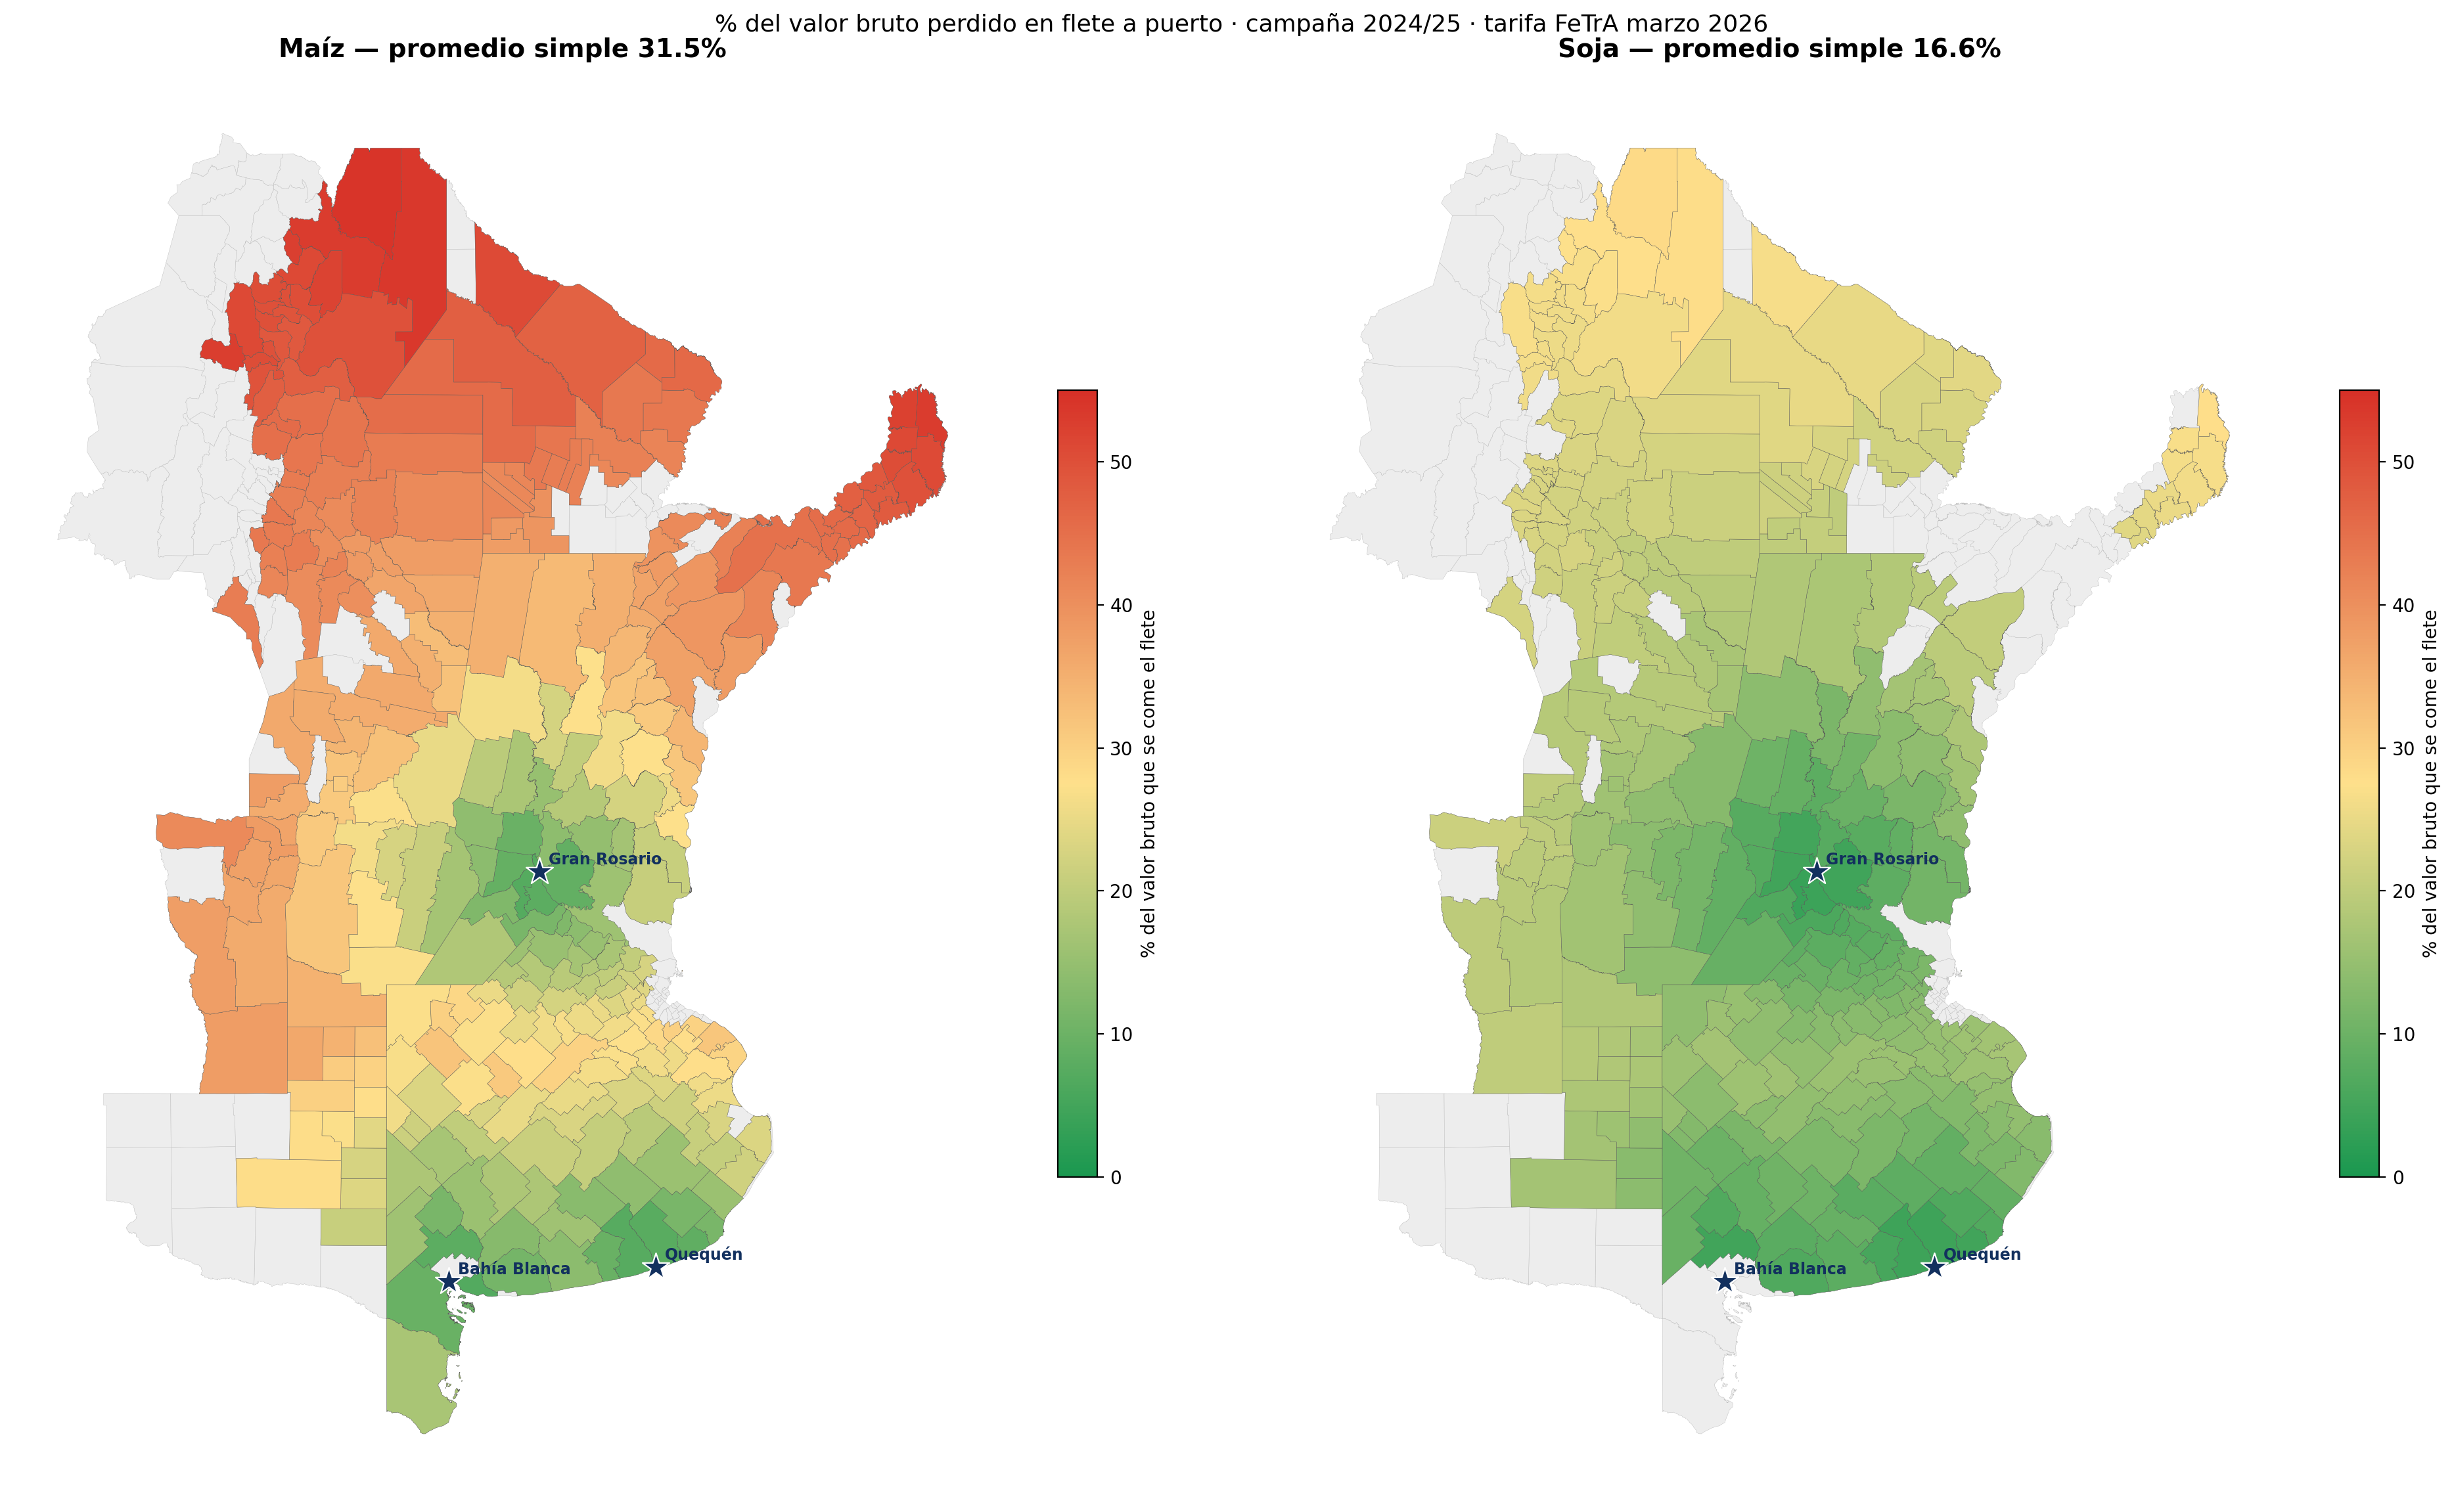 % del valor bruto perdido en flete a puerto · campaña 2024/25 · tarifa FeTrA marzo 2026
Maíz — promedio simple 31.5%
Soja — promedio simple 16.6%
Gran Rosario
Bahía Blanca
Quequén
50
40
30
20
10
0
% del valor bruto que se come el flete
Gran Rosario
Bahía Blanca
Quequén
50
40
30
20
10
0
% del valor bruto que se come el flete